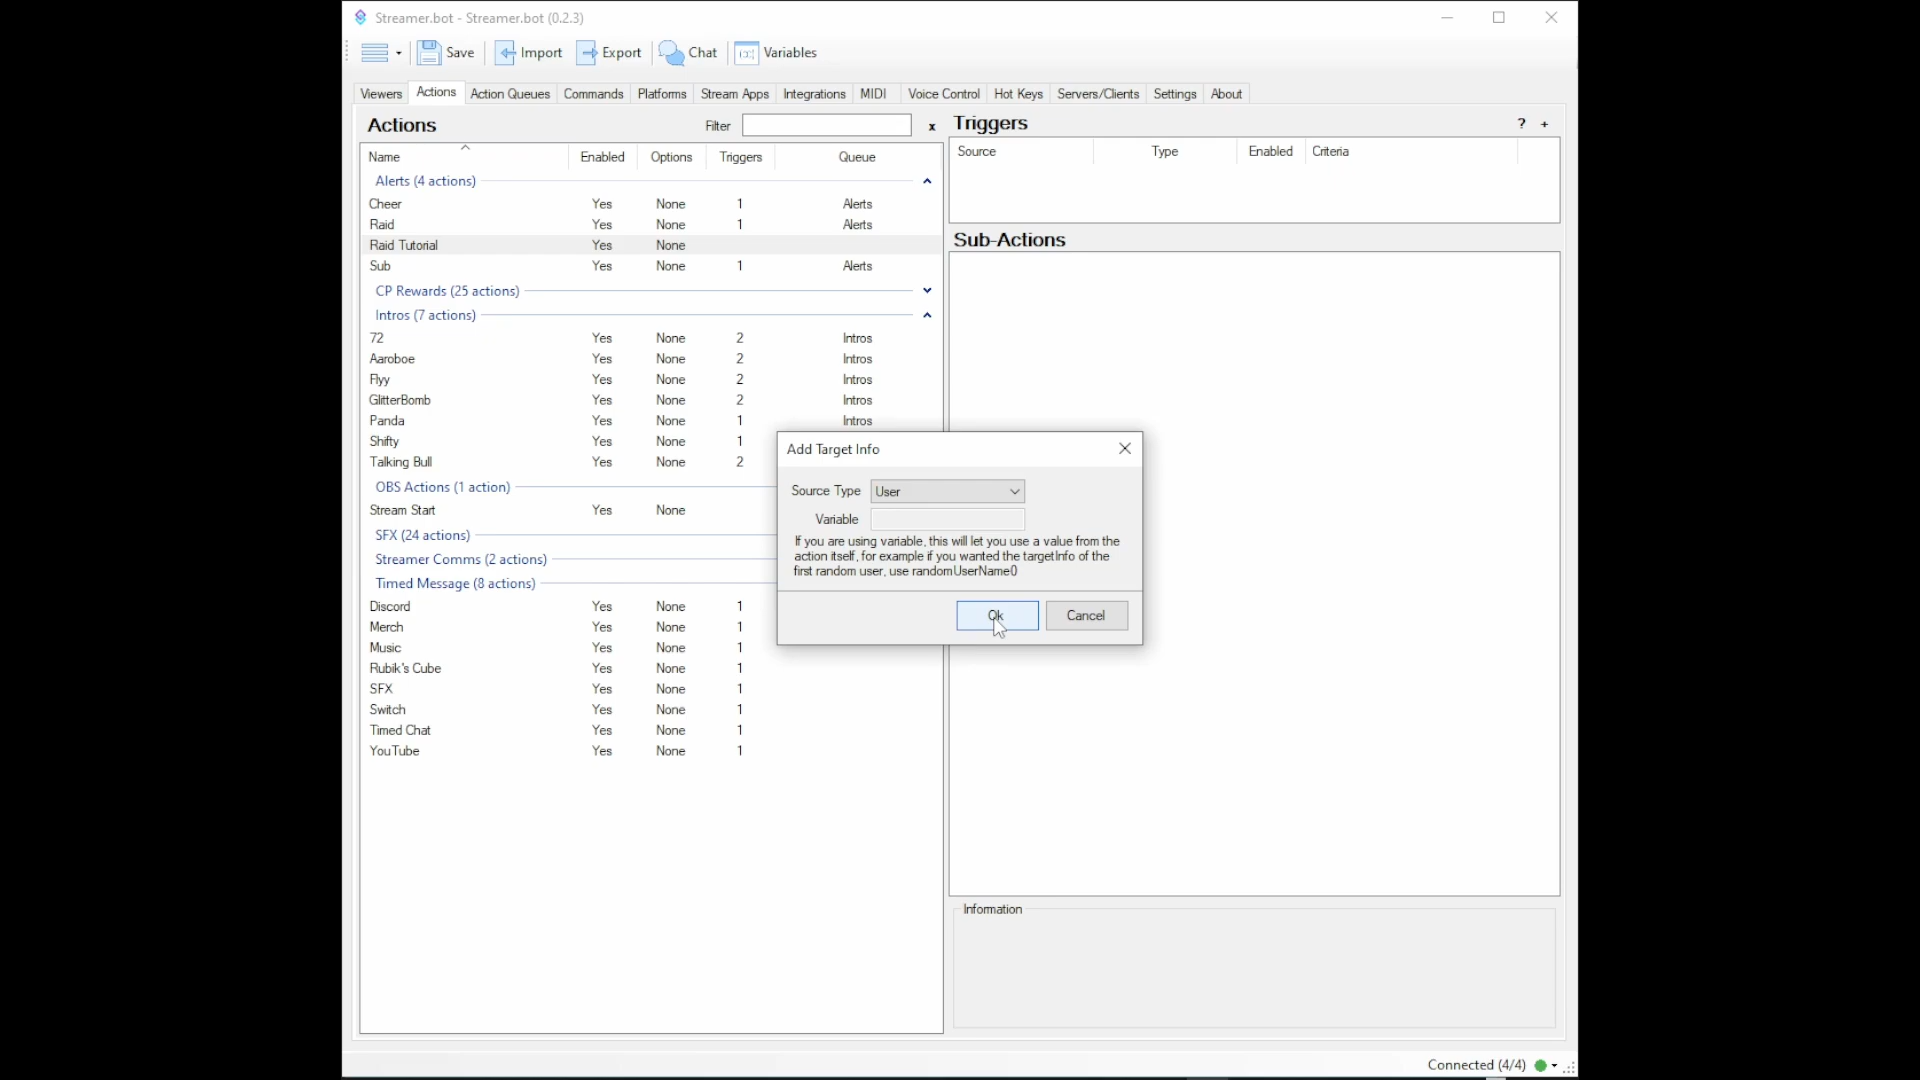 Streamer.bot - Streamer.bot (0.2.3)
Save Import Export Chat Variables
Viewers Actions Action Queues Commands Platforms Stream Apps Integrations MIDI Voice Control Hot Keys Servers/Clients Settings About
Actions Filter x
Name Enabled Options Triggers Queue
Alerts (4 actions)
Cheer Yes None 1 Alerts
Raid Yes None 1 Alerts
Raid Tutorial Yes None
Sub Yes None 1 Alerts
CP Rewards (25 actions)
Intros (7 actions)
72 Yes None 2 Intros
Aaroboe Yes None 2 Intros
Flyy Yes None 2 Intros
GlitterBomb Yes None 2 Intros
Panda Yes None 1 Intros
Shifty Yes None 1
Talking Bull Yes None 2
OBS Actions (1 action)
Stream Start Yes None
SFX (24 actions)
Streamer Comms (2 actions)
Timed Message (8 actions)
Discord Yes None 1
Merch Yes None 1
Music Yes None 1
Rubik's Cube Yes None 1
SFX Yes None 1
Switch Yes None 1
Timed Chat Yes None 1
YouTube Yes None 1
Triggers ? +
Source Type Enabled Criteria
Sub-Actions
Add Target Info
Source Type User
Variable
If you are using variable, this will let you use a value from the
action itself, for example if you wanted the targetInfo of the
first random user, use randomUserName0
Ok Cancel
Information
Connected (4/4)